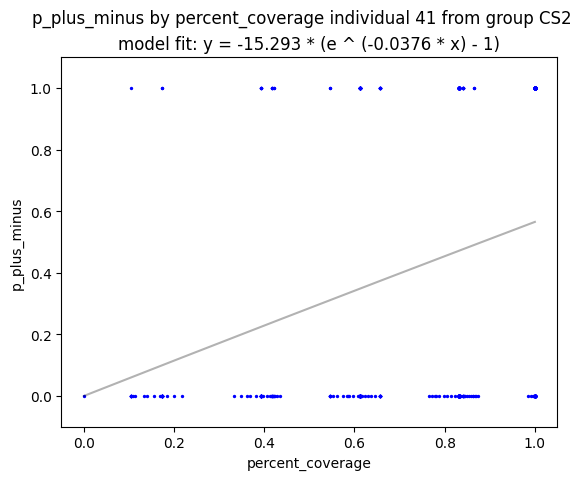 p_plus_minus by percent_coverage individual 41 from group CS2
model fit: y = -15.293 * (e ^ (-0.0376 * x) - 1)
1.0
0.8
0.6
0.4
0.2
0.0
p_plus_minus
0.0 0.2 0.4 0.6 0.8 1.0
percent_coverage